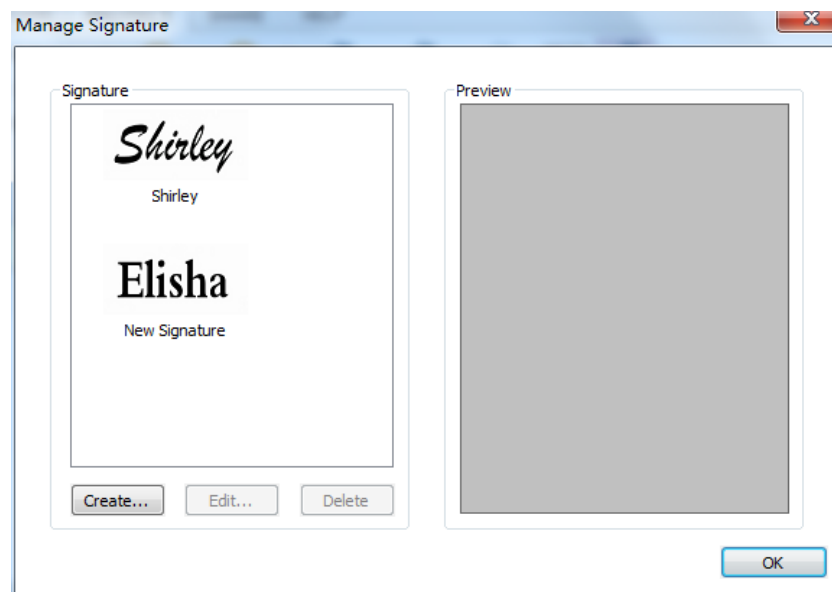 Manage Signature
Signature
Preview
Shirley
Shirley
Elisha
New Signature
Create...
Edit...
Delete
OK